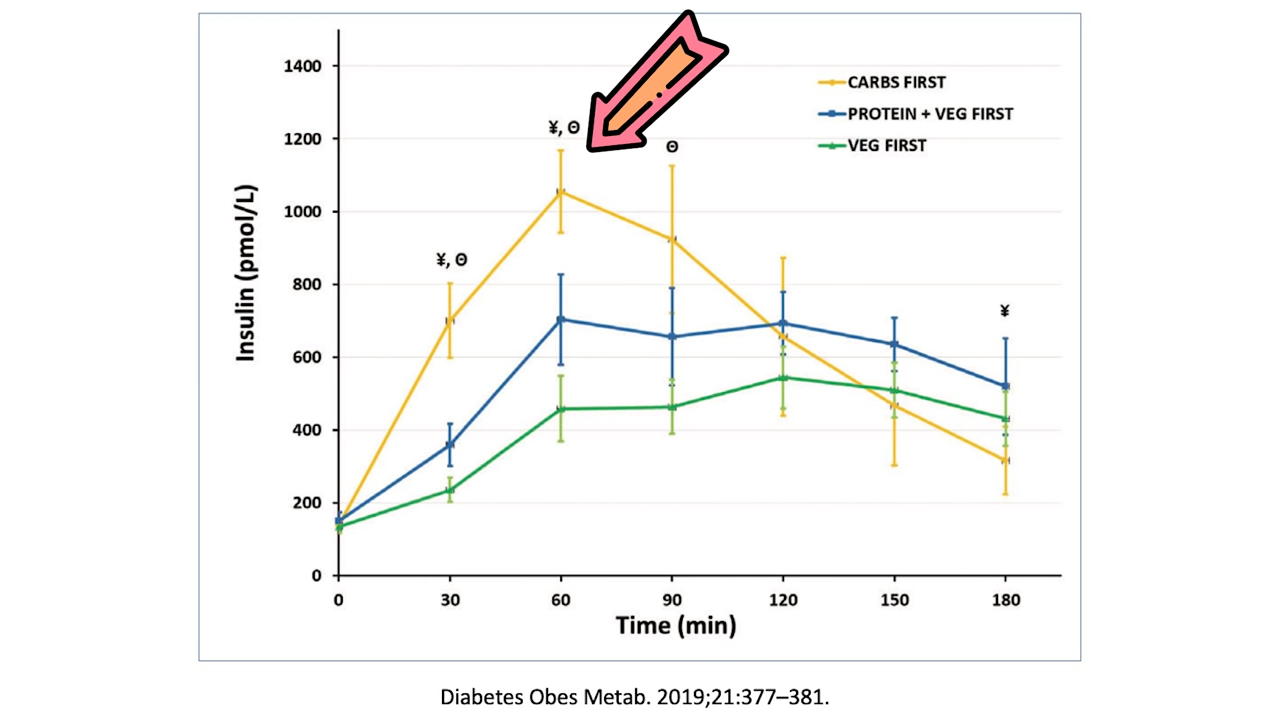 1400
1200
1000
800
600
400
200
0
Insulin (pmol/L)
¥, Θ
¥, Θ
Θ
¥
CARBS FIRST
PROTEIN + VEG FIRST
VEG FIRST
0 30 60 90 120 150 180
Time (min)
Diabetes Obes Metab. 2019;21:377–381.